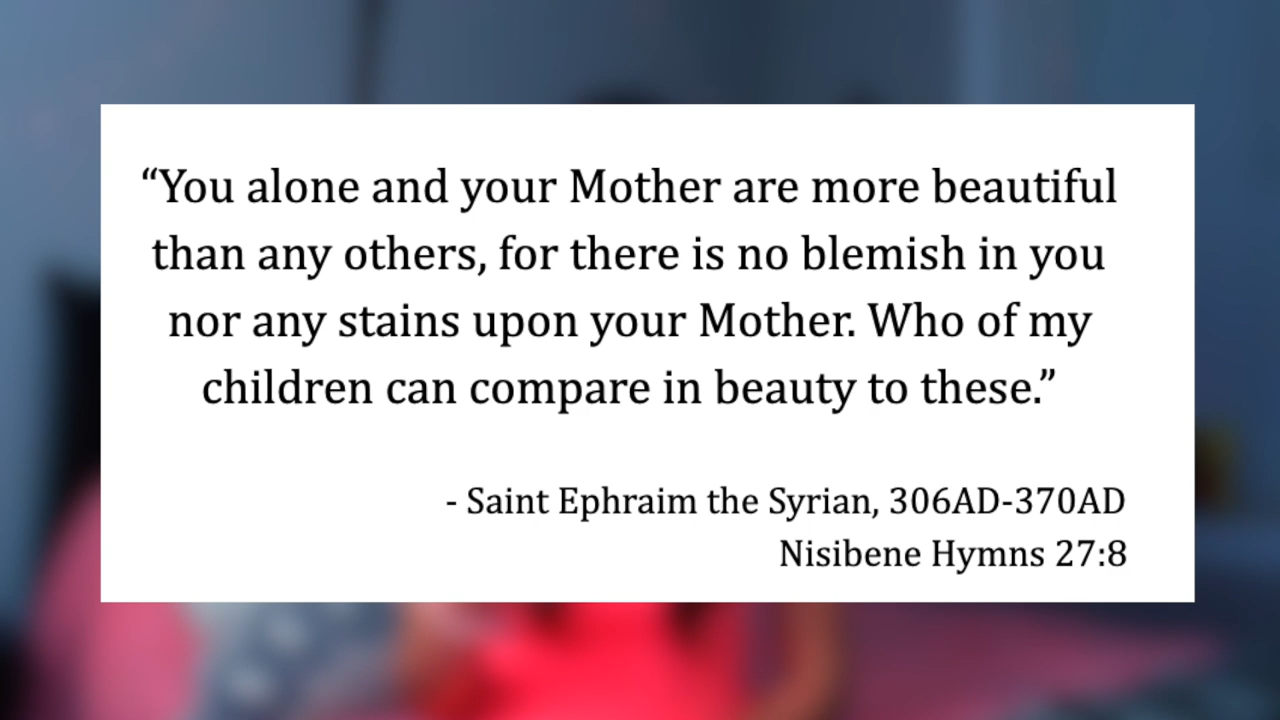 “You alone and your Mother are more beautiful
than any others, for there is no blemish in you
nor any stains upon your Mother. Who of my
children can compare in beauty to these.”
- Saint Ephraim the Syrian, 306AD-370AD
Nisibene Hymns 27:8